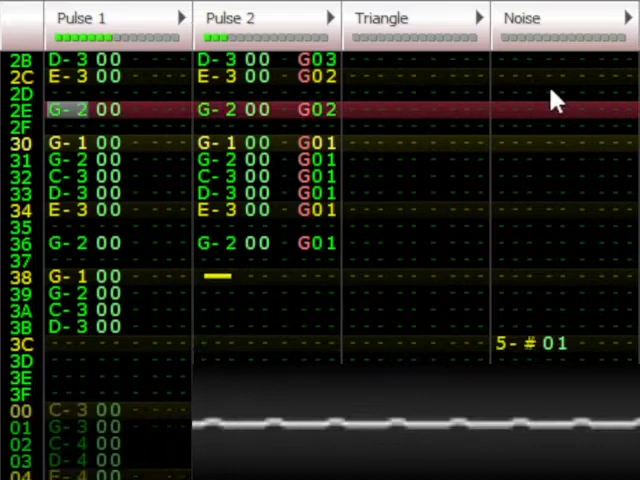 Pulse 1 Pulse 2 Triangle Noise
2B D-3 00 D-3 00 G03
2C E-3 00 E-3 00 G02
2D
2E G-2 00 G-2 00 G02
2F
30 G-1 00 G-1 00 G01
31 G-2 00 G-2 00 G01
32 C-3 00 C-3 00 G01
33 D-3 00 D-3 00 G01
34 E-3 00 E-3 00 G01
35
36 G-2 00 G-2 00 G01
37
38 G-1 00
39 G-2 00
3A C-3 00
3B D-3 00
3C 5-# 01
3D
3E
3F
00 C-3 00
01 G-3 00
02 C-4 00
03 D-4 00
04 E-4 00